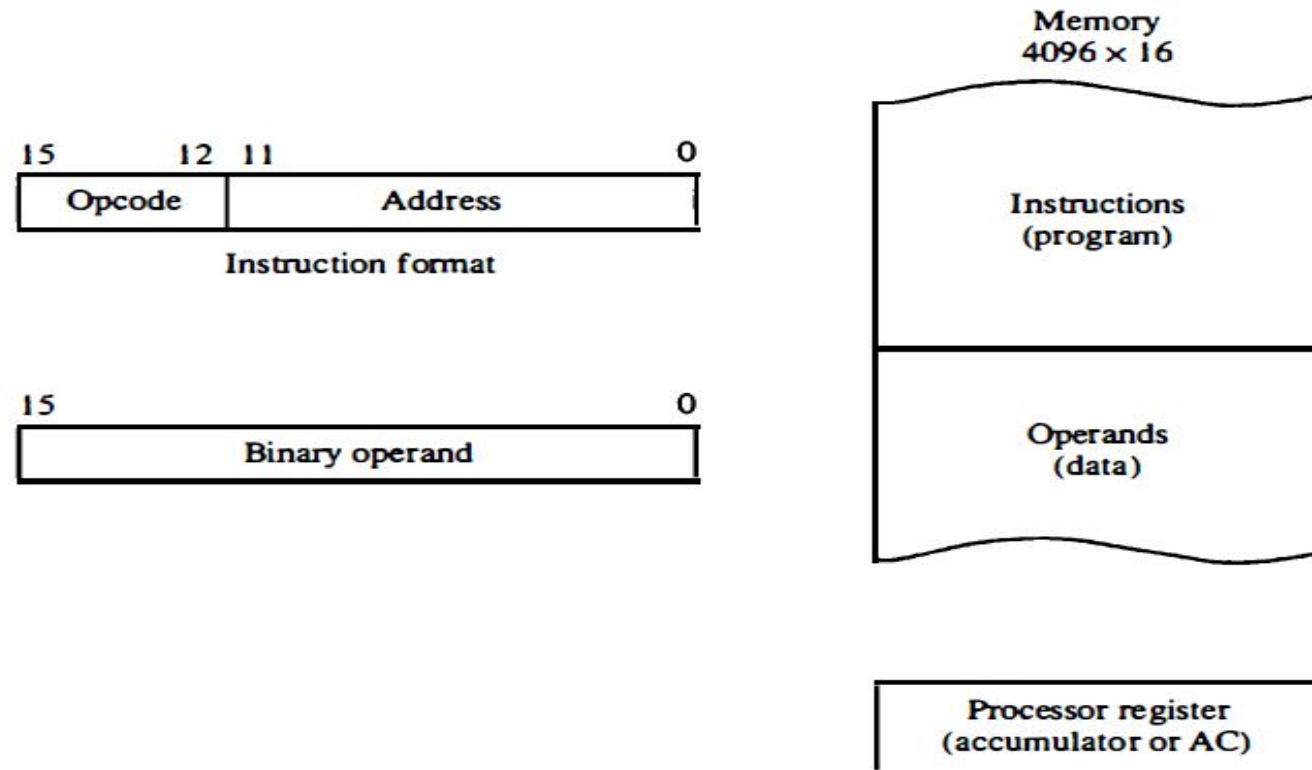 Memory
4096 × 16
15 12 11 0
Opcode Address
Instruction format
Instructions
(program)
15 0
Binary operand
Operands
(data)
Processor register
(accumulator or AC)